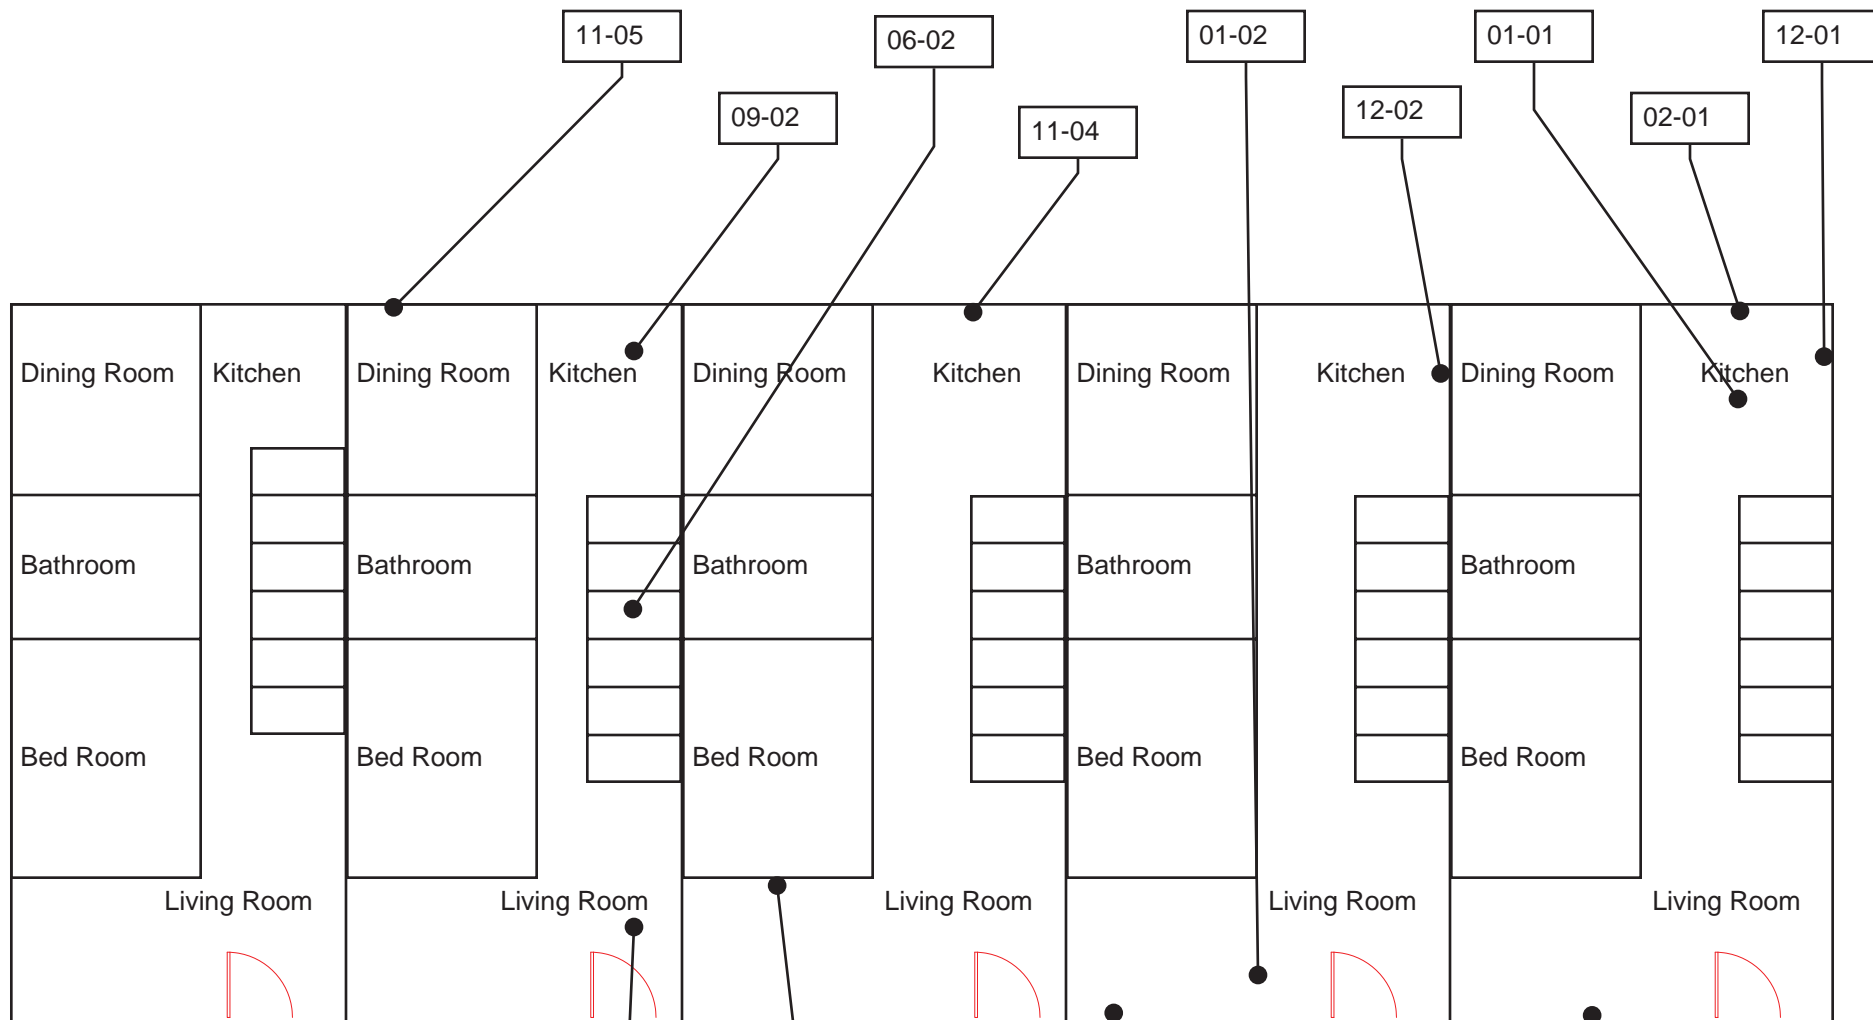 11-05
06-02
01-02
01-01
12-01
09-02
11-04
12-02
02-01
Dining Room
Kitchen
Dining Room
Kitchen
Dining Room
Kitchen
Dining Room
Kitchen
Dining Room
Kitchen
Bathroom
Bathroom
Bathroom
Bathroom
Bathroom
Bed Room
Bed Room
Bed Room
Bed Room
Bed Room
Living Room
Living Room
Living Room
Living Room
Living Room